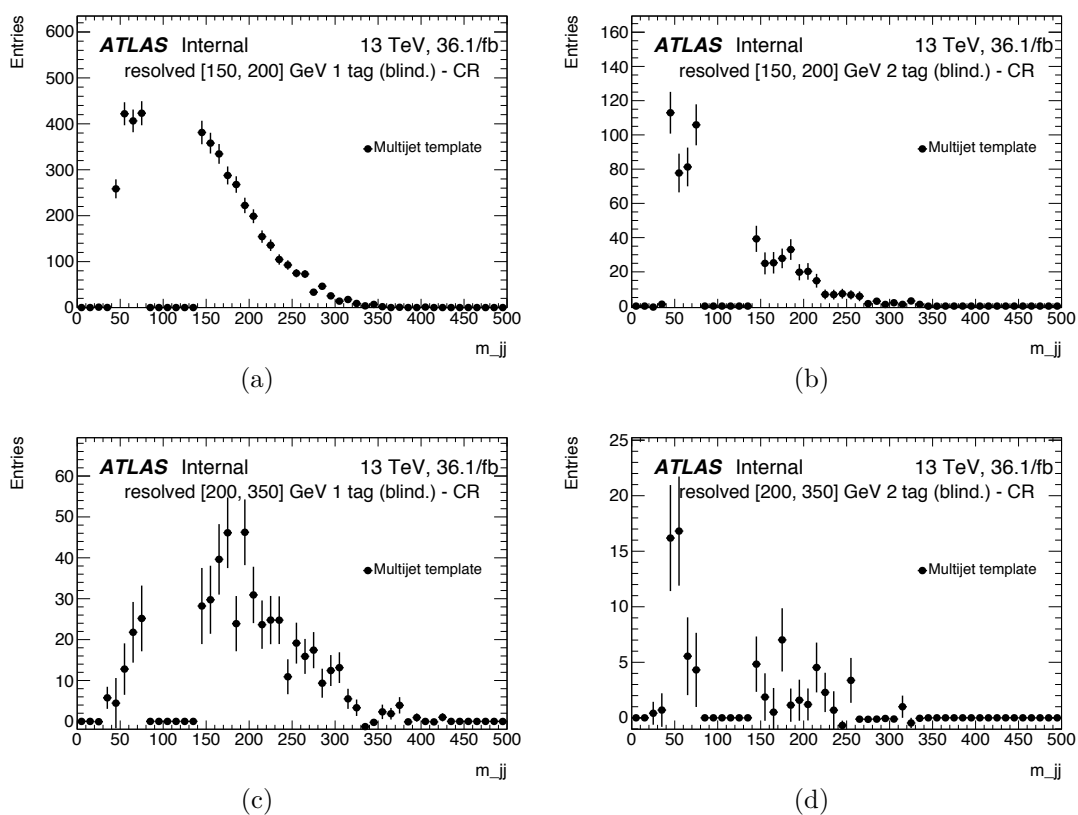 Entries
600
500
400
300
200
100
0
ATLAS Internal 13 TeV, 36.1/fb
resolved [150, 200] GeV 1 tag (blind.) - CR
Multijet template
0 50 100 150 200 250 300 350 400 450 500
m_jj
(a)
Entries
160
140
120
100
80
60
40
20
0
ATLAS Internal 13 TeV, 36.1/fb
resolved [150, 200] GeV 2 tag (blind.) - CR
Multijet template
0 50 100 150 200 250 300 350 400 450 500
m_jj
(b)
Entries
60
50
40
30
20
10
0
ATLAS Internal 13 TeV, 36.1/fb
resolved [200, 350] GeV 1 tag (blind.) - CR
Multijet template
0 50 100 150 200 250 300 350 400 450 500
m_jj
(c)
Entries
25
20
15
10
5
0
ATLAS Internal 13 TeV, 36.1/fb
resolved [200, 350] GeV 2 tag (blind.) - CR
Multijet template
0 50 100 150 200 250 300 350 400 450 500
m_jj
(d)